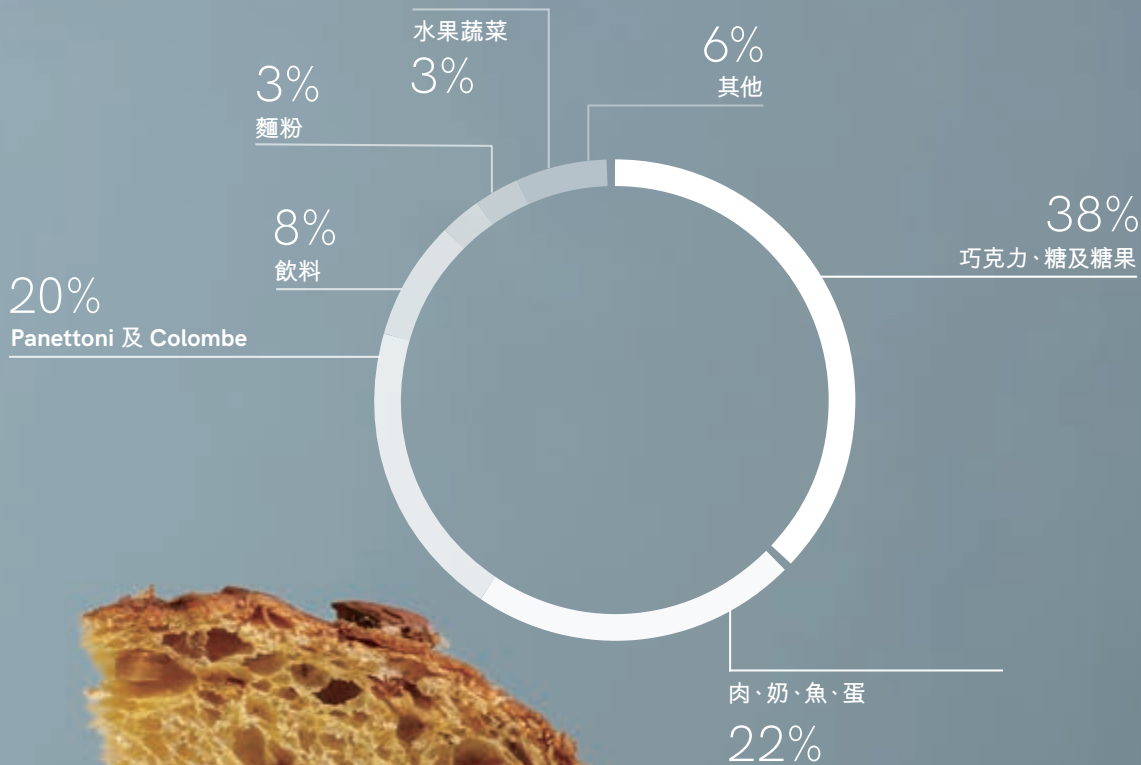 水果蔬菜
3%
6%
其他
3%
麵粉
38%
巧克力、糖及糖果
8%
飲料
20%
Panettoni 及 Colombe
肉、奶、魚、蛋
22%